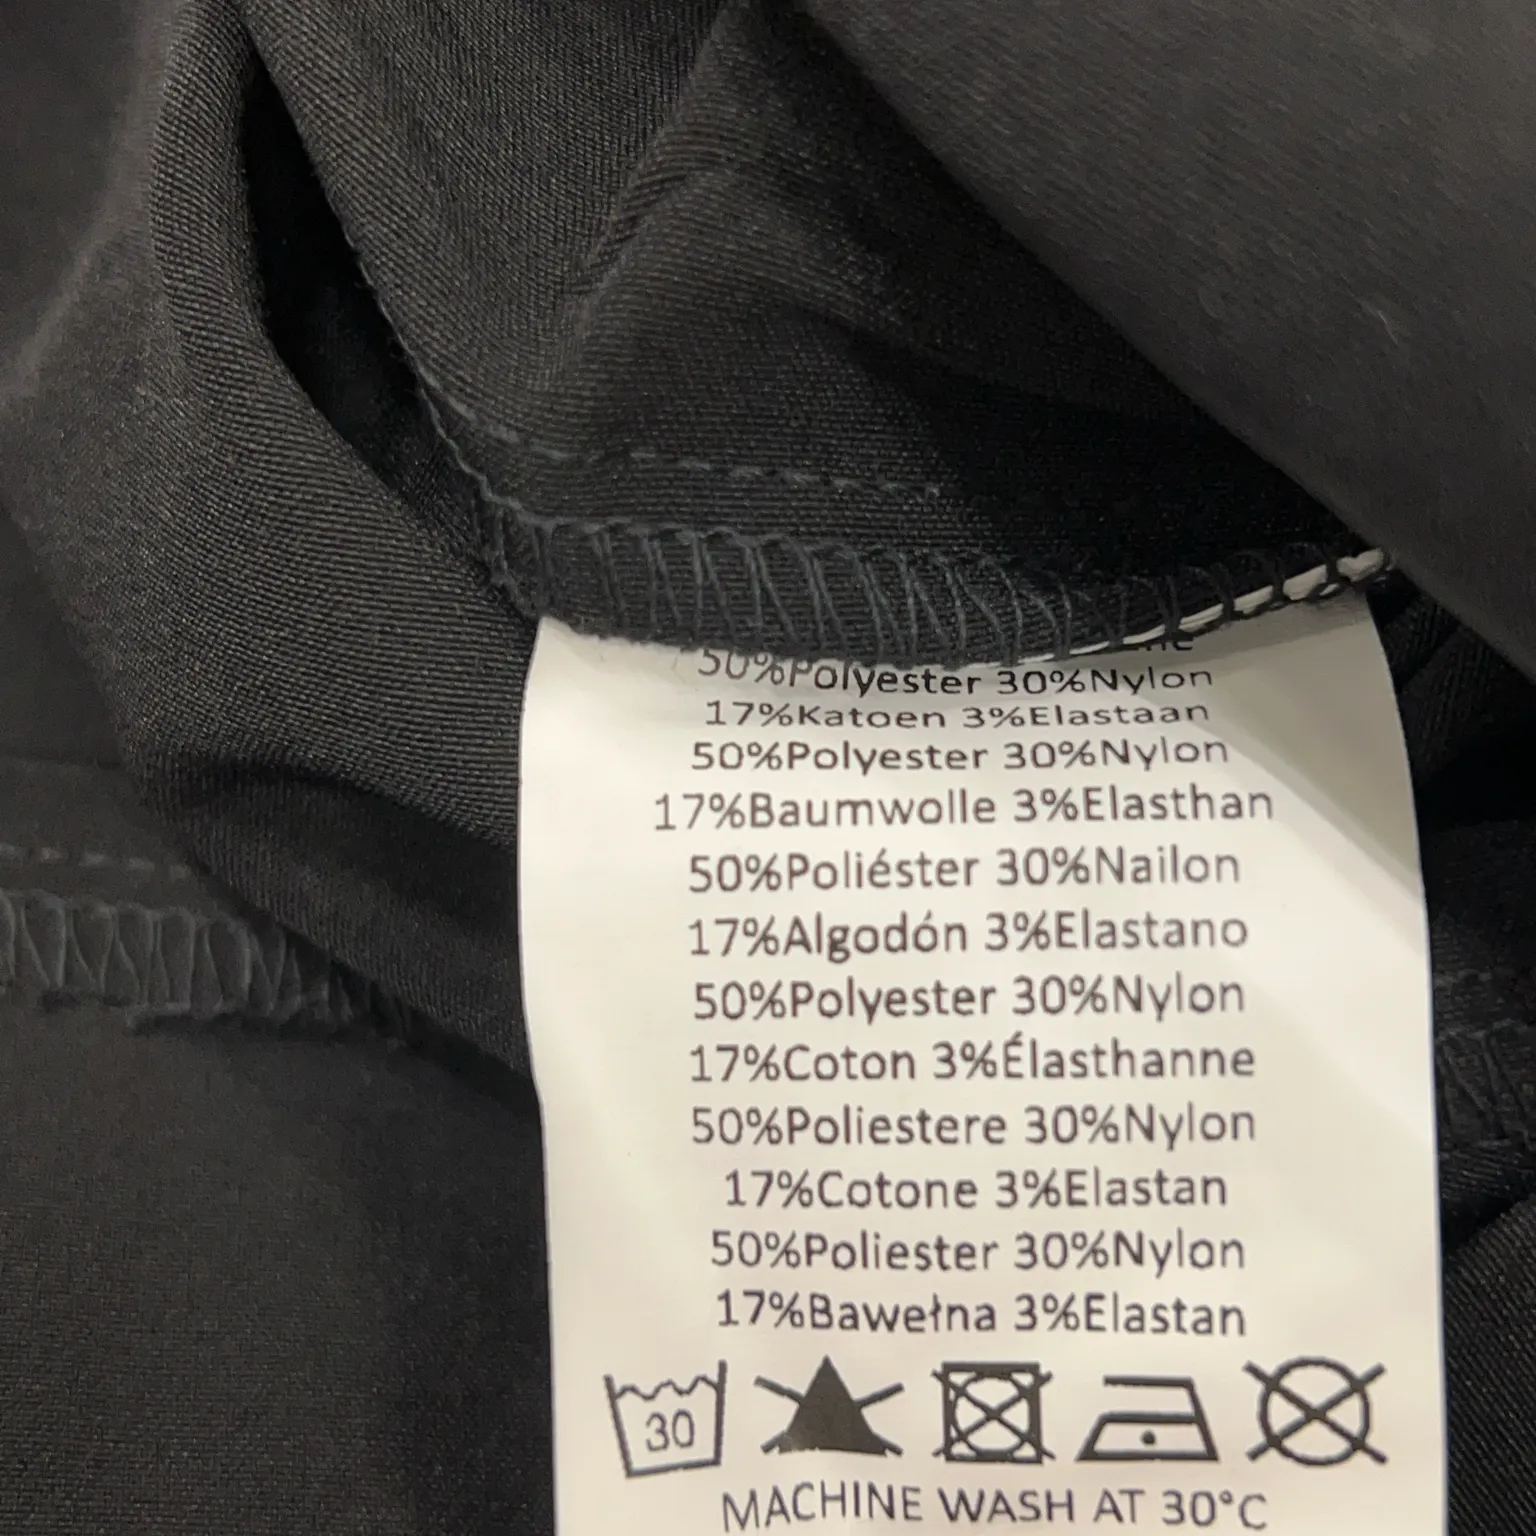 50%Polyester 30%Nylon
17%Katoen 3%Elastaan
50%Polyester 30%Nylon
17%Baumwolle 3%Elasthan
50%Poliéster 30%Nailon
17%Algodón 3%Elastano
50%Polyester 30%Nylon
17%Coton 3%Élasthanne
50%Poliestere 30%Nylon
17%Cotone 3%Elastan
50%Poliester 30%Nylon
17%Bawełna 3%Elastan
30
MACHINE WASH AT 30°C